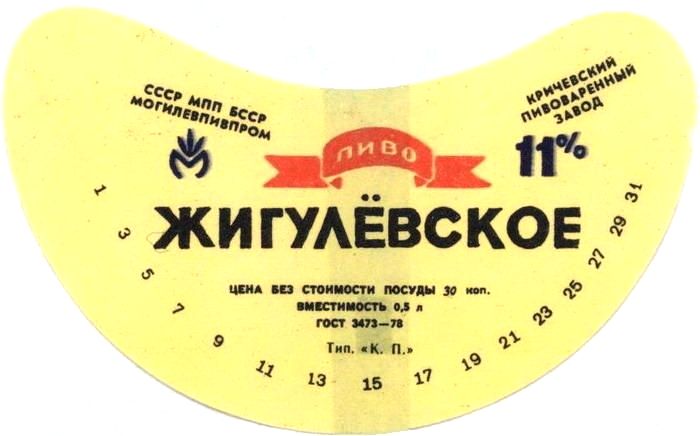 СССР МПП БССР
МОГИЛЕВПИВПРОМ
КРИЧЕВСКИЙ
ПИВОВАРЕННЫЙ
ЗАВОД
ПИВО
11%
ЖИГУЛЁВСКОЕ
ЦЕНА БЕЗ СТОИМОСТИ ПОСУДЫ 30 коп.
ВМЕСТИМОСТЬ 0,5 л
ГОСТ 3473—78
Тип. «К. П.»
1 3 5 7 9 11 13 15 17 19 21 23 25 27 29 31